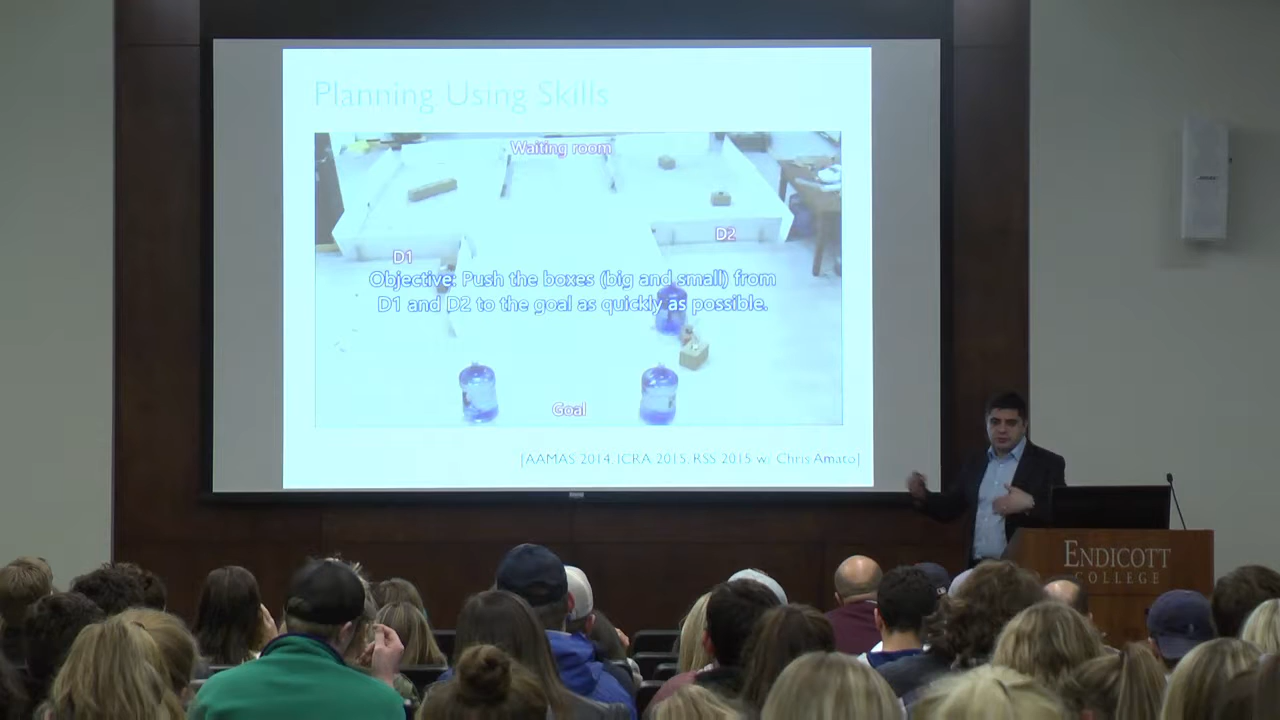 Planning Using Skills
Waiting room
D2
D1
Objective: Push the boxes (big and small) from
D1 and D2 to the goal as quickly as possible.
Goal
[AAMAS 2014, ICRA 2015, RSS 2015 w/ Chris Amato]
ENDICOTT
COLLEGE